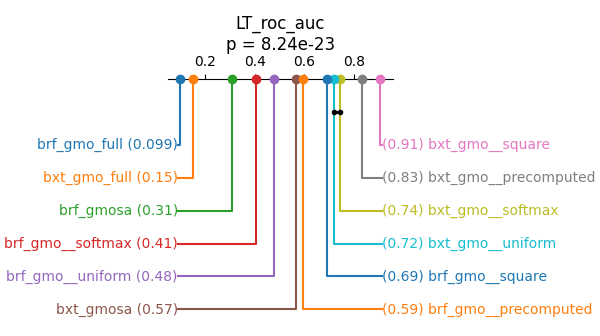 LT_roc_auc
p = 8.24e-23
0.2 0.4 0.6 0.8
brf_gmo_full (0.099) (0.91) bxt_gmo__square
bxt_gmo_full (0.15) (0.83) bxt_gmo__precomputed
brf_gmosa (0.31) (0.74) bxt_gmo__softmax
brf_gmo__softmax (0.41) (0.72) bxt_gmo__uniform
brf_gmo__uniform (0.48) (0.69) brf_gmo__square
bxt_gmosa (0.57) (0.59) brf_gmo__precomputed